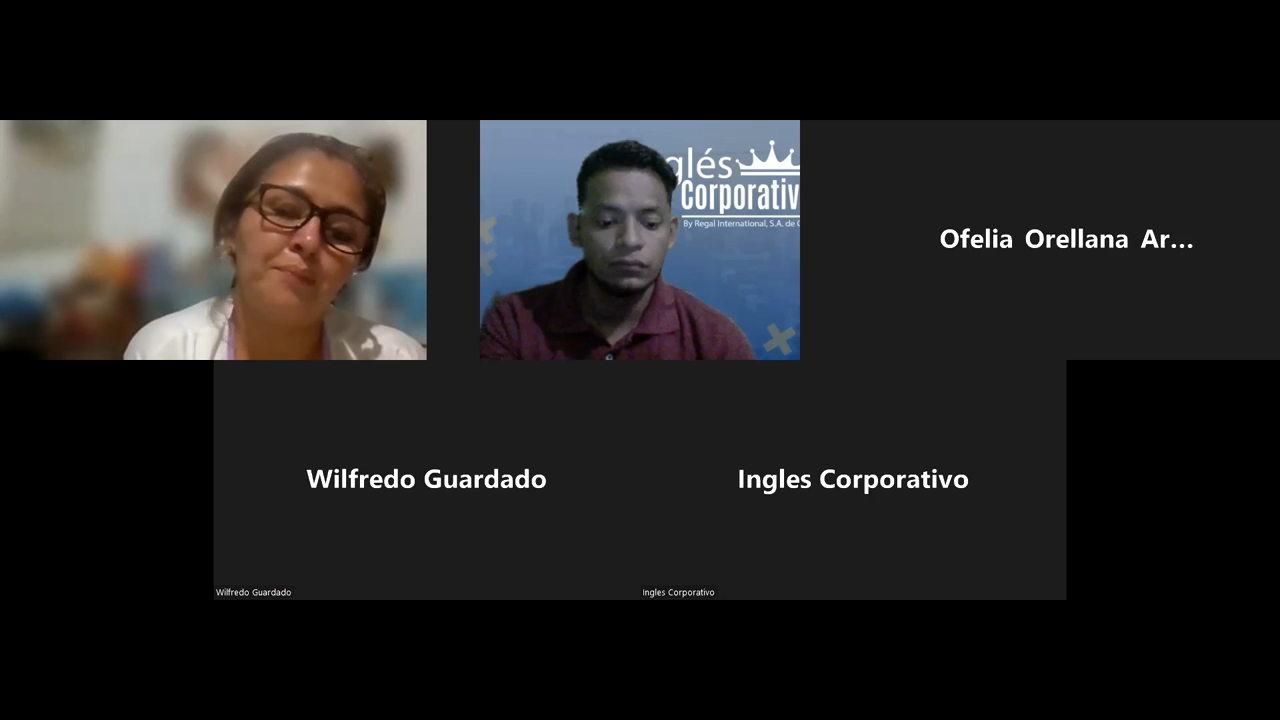 glés
Corporativ
By Regal International, S.A. de C
Ofelia Orellana Ar...
Wilfredo Guardado
Ingles Corporativo
Wilfredo Guardado
Ingles Corporativo